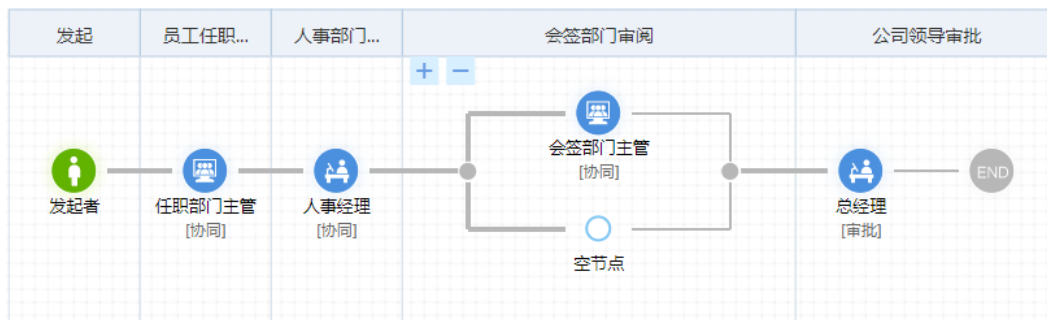 发起
员工任职...
人事部门...
会签部门审阅
公司领导审批
+ −
会签部门主管
[协同]
END
发起者
任职部门主管
[协同]
人事经理
[协同]
总经理
[审批]
空节点